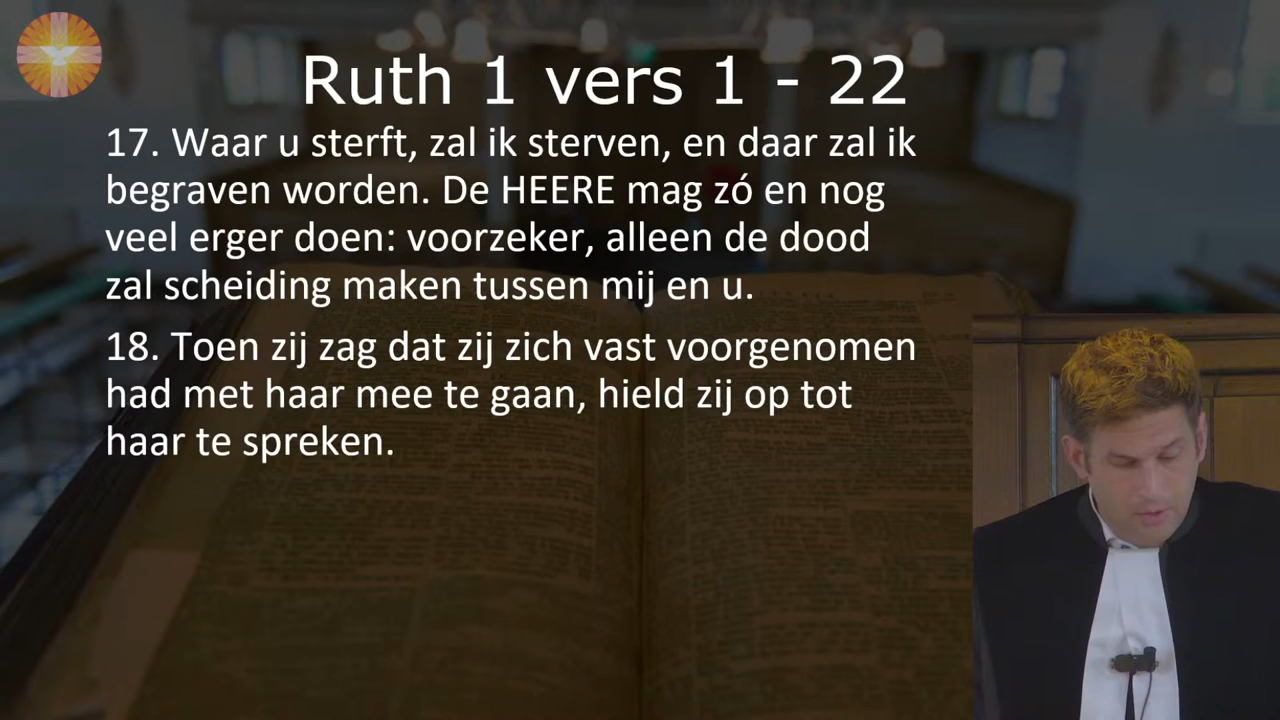 Ruth 1 vers 1 - 22
17. Waar u sterft, zal ik sterven, en daar zal ik
begraven worden. De HEERE mag zó en nog
veel erger doen: voorzeker, alleen de dood
zal scheiding maken tussen mij en u.
18. Toen zij zag dat zij zich vast voorgenomen
had met haar mee te gaan, hield zij op tot
haar te spreken.